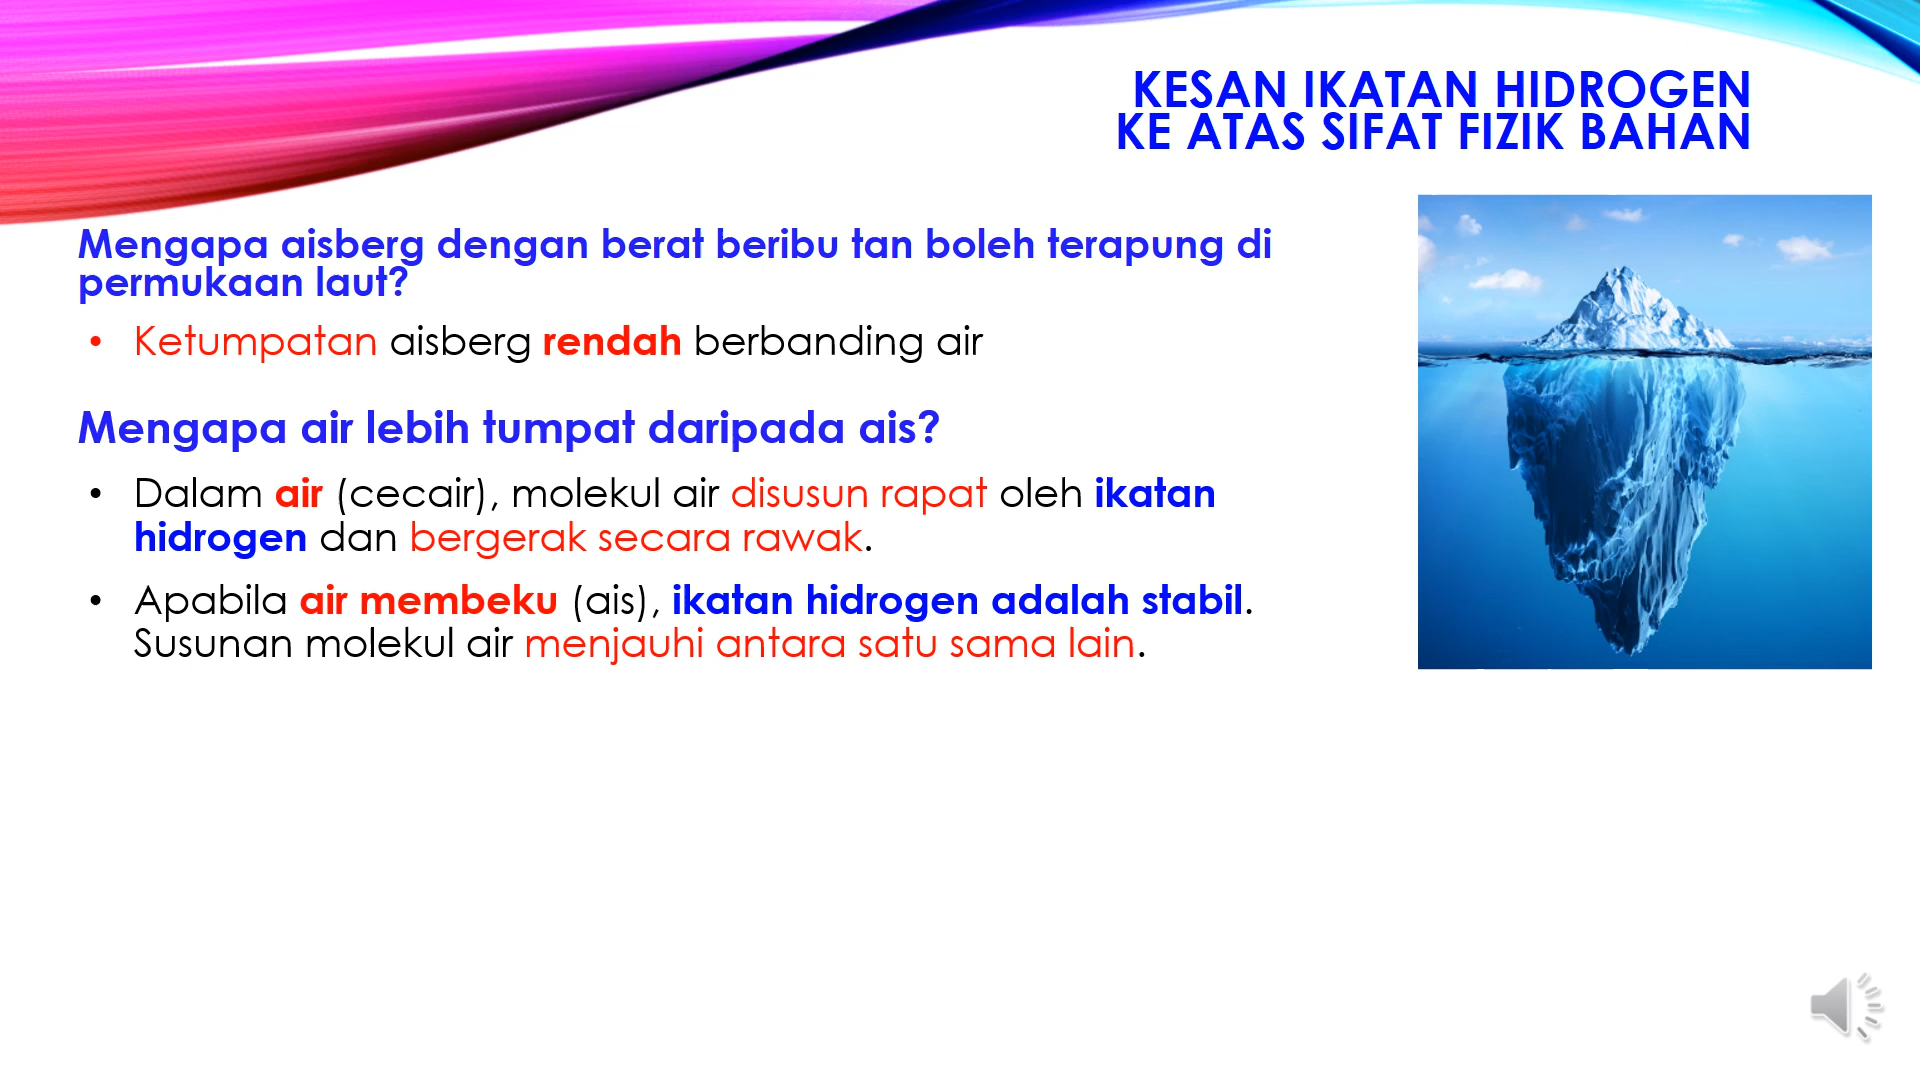 KESAN IKATAN HIDROGEN
KE ATAS SIFAT FIZIK BAHAN
Mengapa aisberg dengan berat beribu tan boleh terapung di
permukaan laut?
• Ketumpatan aisberg rendah berbanding air
Mengapa air lebih tumpat daripada ais?
• Dalam air (cecair), molekul air disusun rapat oleh ikatan
hidrogen dan bergerak secara rawak.
• Apabila air membeku (ais), ikatan hidrogen adalah stabil.
Susunan molekul air menjauhi antara satu sama lain.